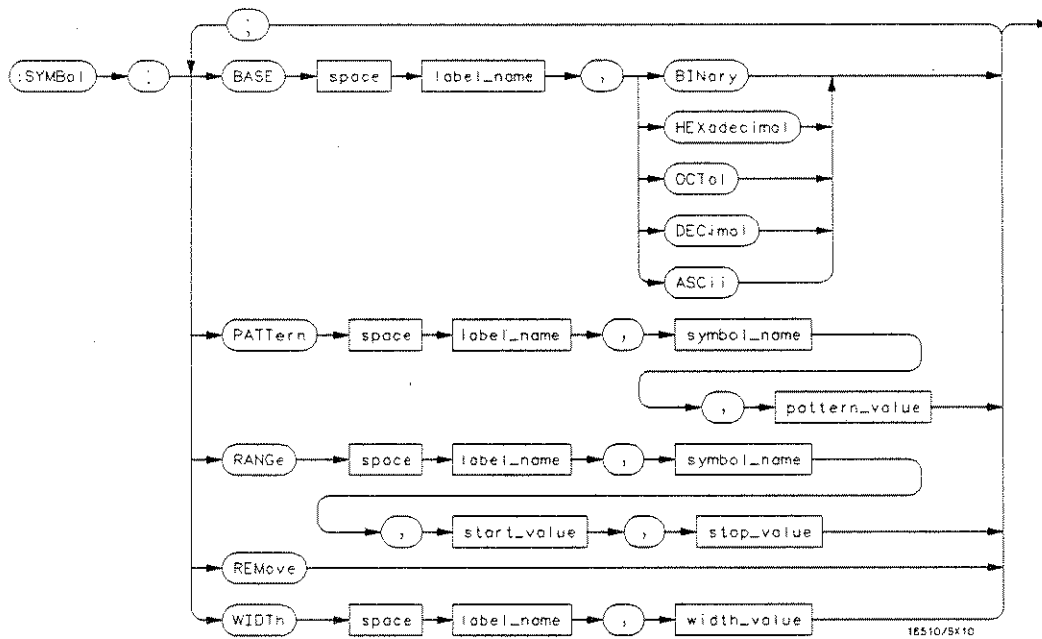 ;
:SYMBol : BASE space label_name , BINary
HEXadecimal
OCTal
DECimal
ASCii
PATTern space label_name , symbol_name
, pattern_value
RANGe space label_name , symbol_name
, start_value , stop_value
REMove
WIDTh space label_name , width_value
16510/SX10